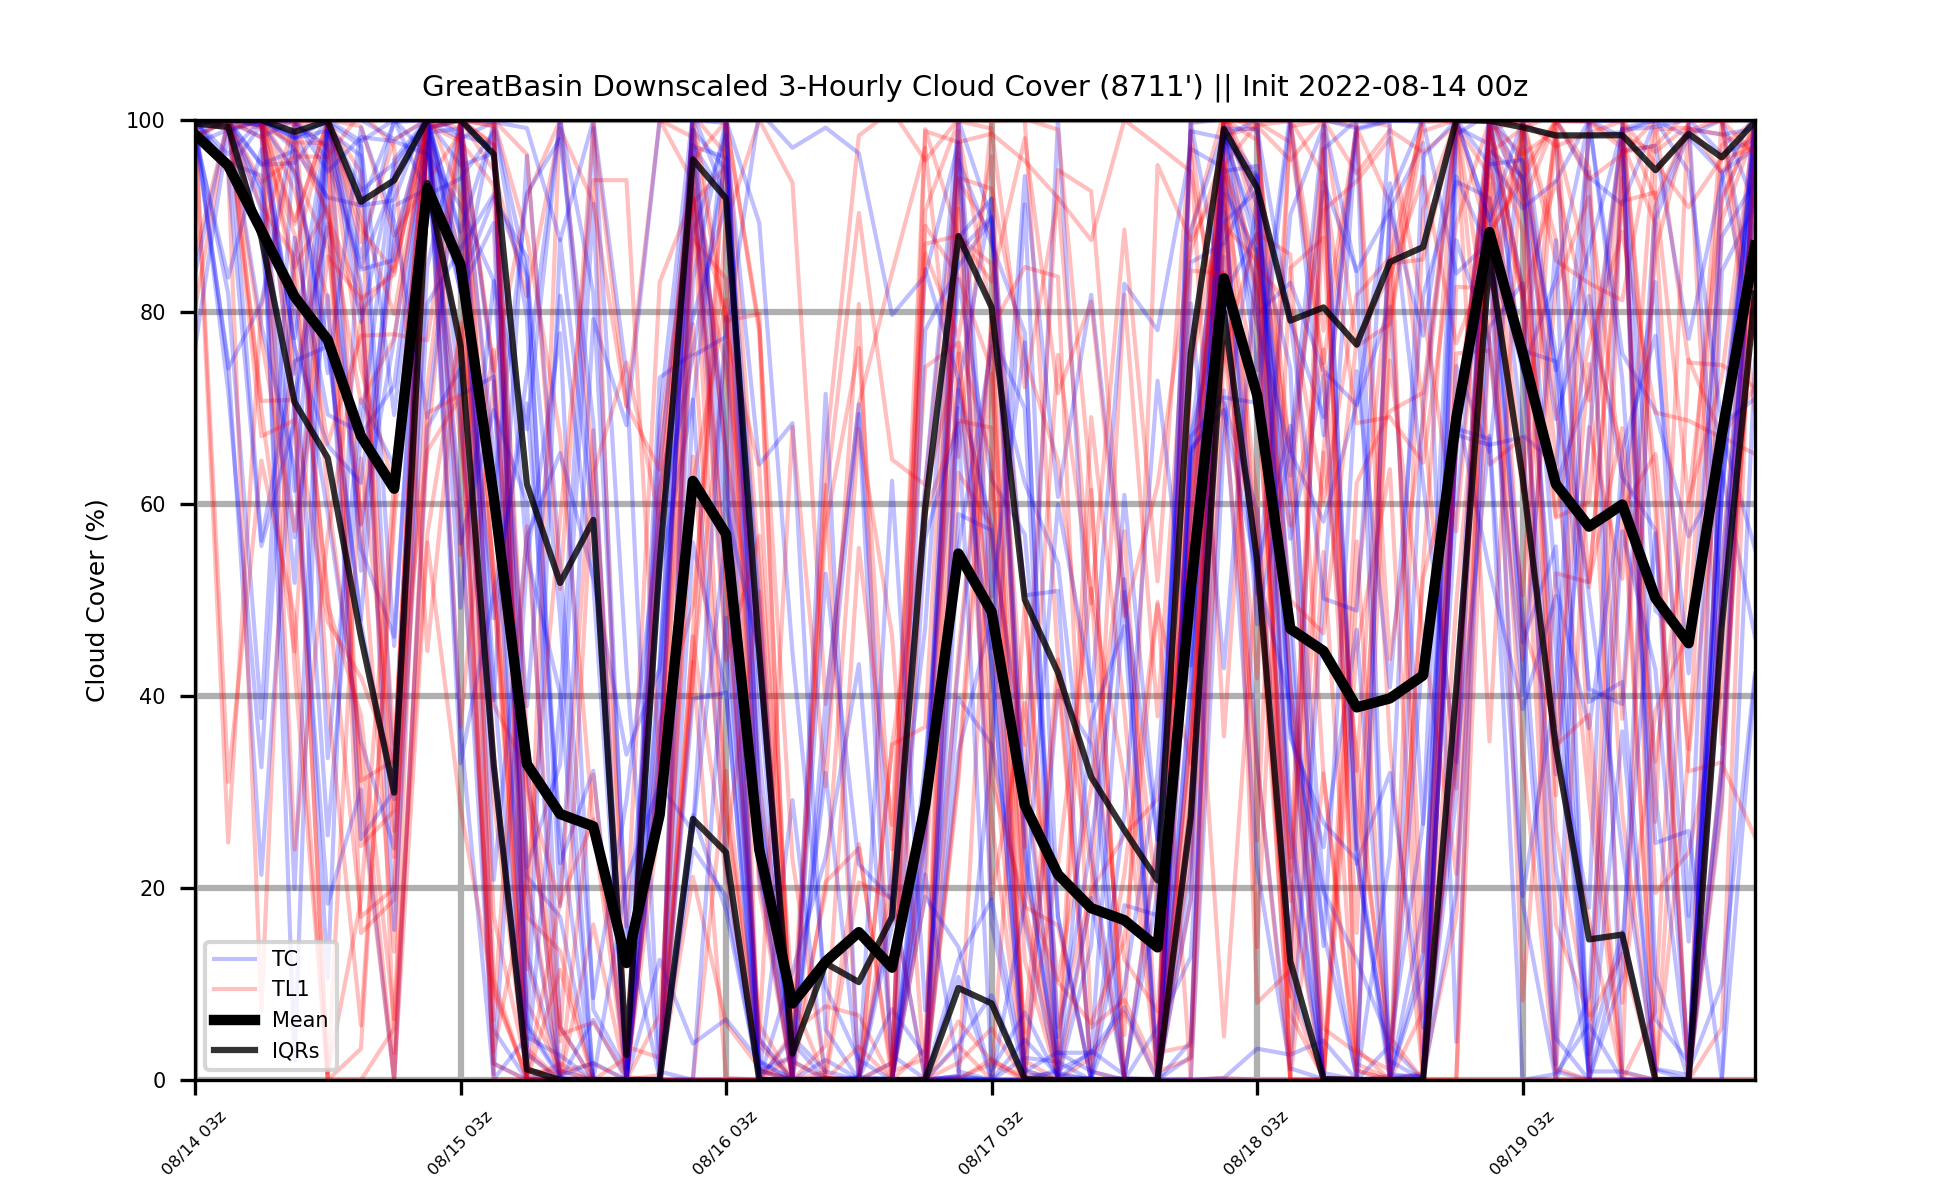 GreatBasin Downscaled 3-Hourly Cloud Cover (8711') || Init 2022-08-14 00z
Cloud Cover (%)
100
80
60
40
20
0
TC
TL1
Mean
IQRs
08/14 03z
08/15 03z
08/16 03z
08/17 03z
08/18 03z
08/19 03z